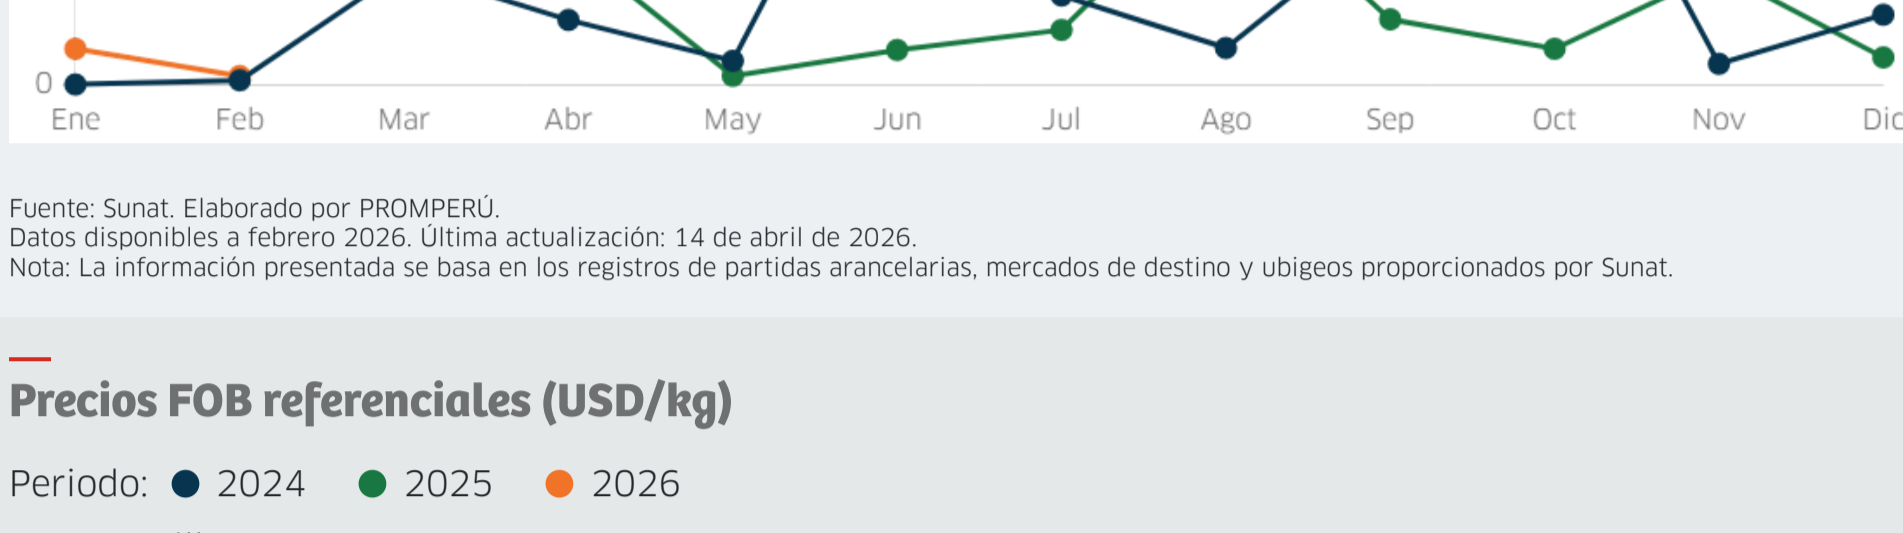 0
Ene Feb Mar Abr May Jun Jul Ago Sep Oct Nov Dic
Fuente: Sunat. Elaborado por PROMPERÚ.
Datos disponibles a febrero 2026. Última actualización: 14 de abril de 2026.
Nota: La información presentada se basa en los registros de partidas arancelarias, mercados de destino y ubigeos proporcionados por Sunat.
Precios FOB referenciales (USD/kg)
Periodo: 2024 2025 2026